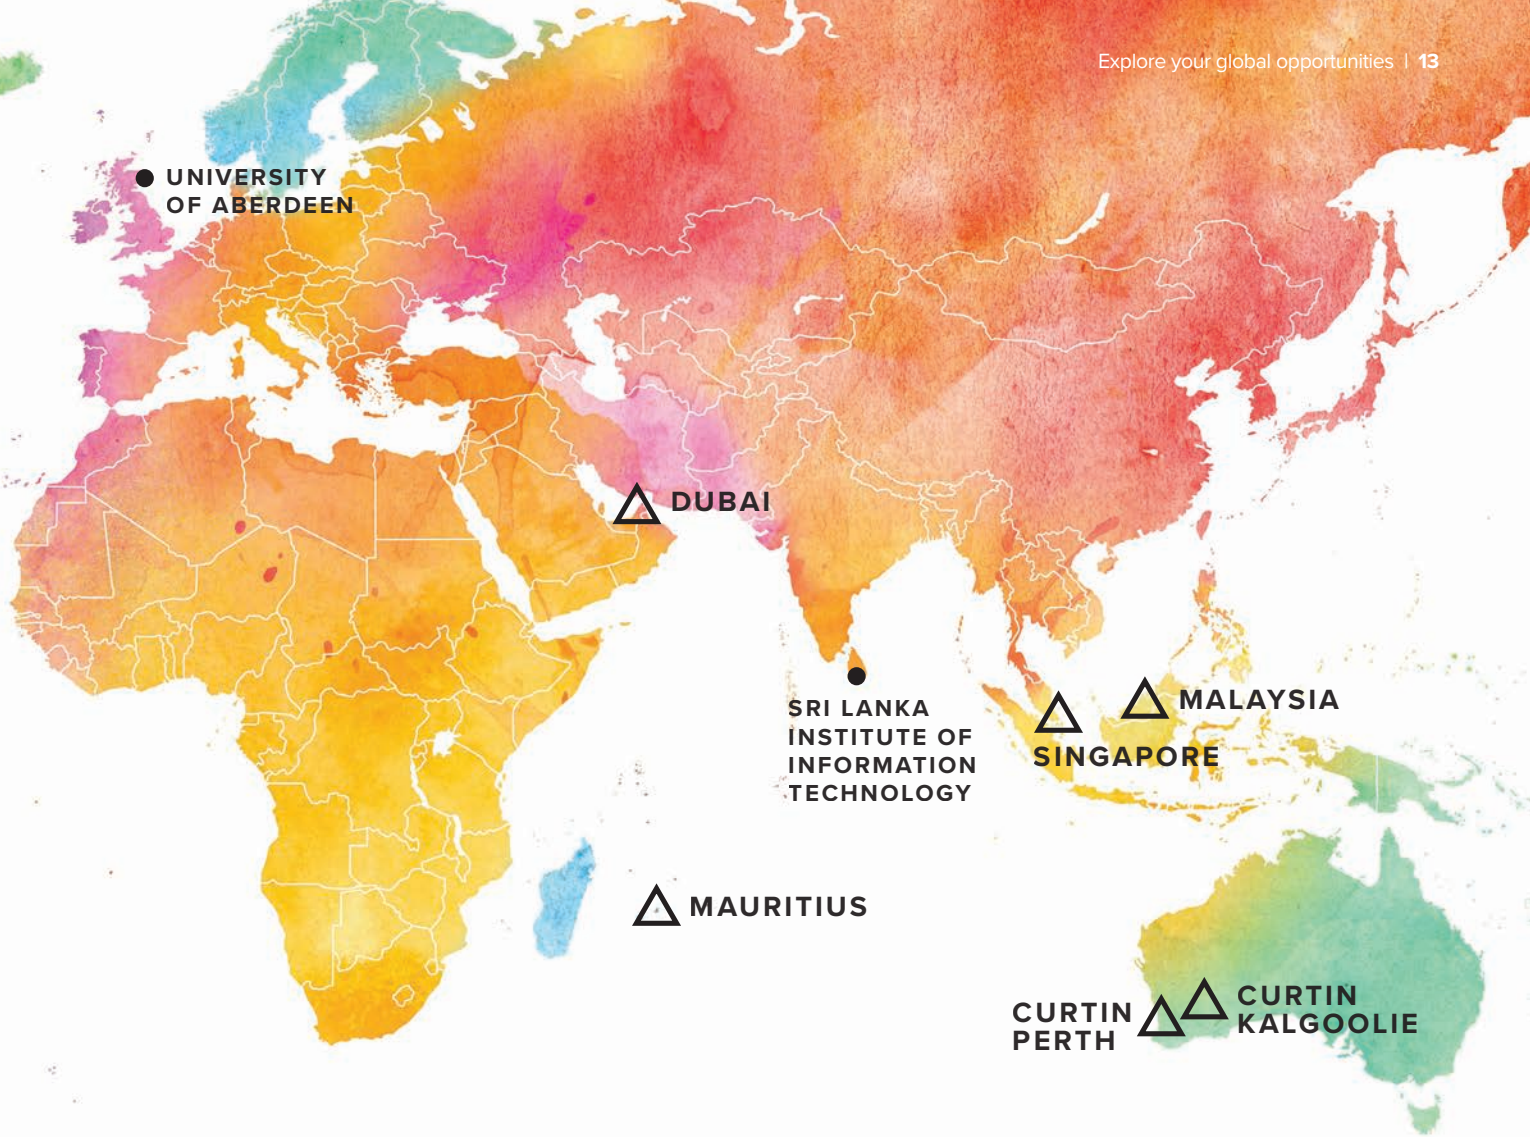 Explore your global opportunities | 13
UNIVERSITY
OF ABERDEEN
DUBAI
SRI LANKA
INSTITUTE OF
INFORMATION
TECHNOLOGY
MALAYSIA
SINGAPORE
MAURITIUS
CURTIN
PERTH
CURTIN
KALGOOLIE